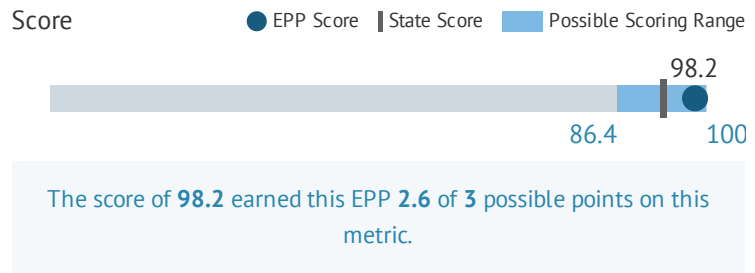 Score EPP Score State Score Possible Scoring Range
98.2
86.4 100
The score of 98.2 earned this EPP 2.6 of 3 possible points on this
metric.